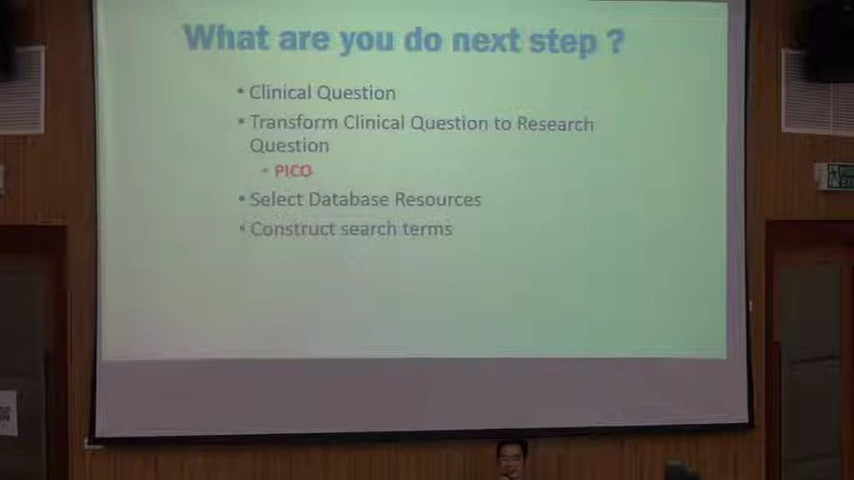 What are you do next step ?
• Clinical Question
• Transform Clinical Question to Research
Question
- PICO
• Select Database Resources
• Construct search terms